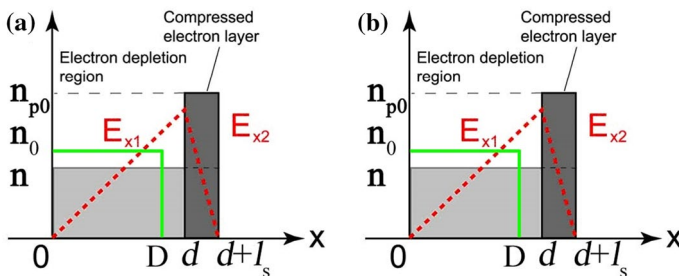 (a)
Compressed
electron layer
Electron depletion
region
n_p0
E_x1
E_x2
n_0
n
0
D
d
d+l_s
X
(b)
Compressed
electron layer
Electron depletion
region
n_p0
E_x1
E_x2
n_0
n
0
D
d
d+l_s
X